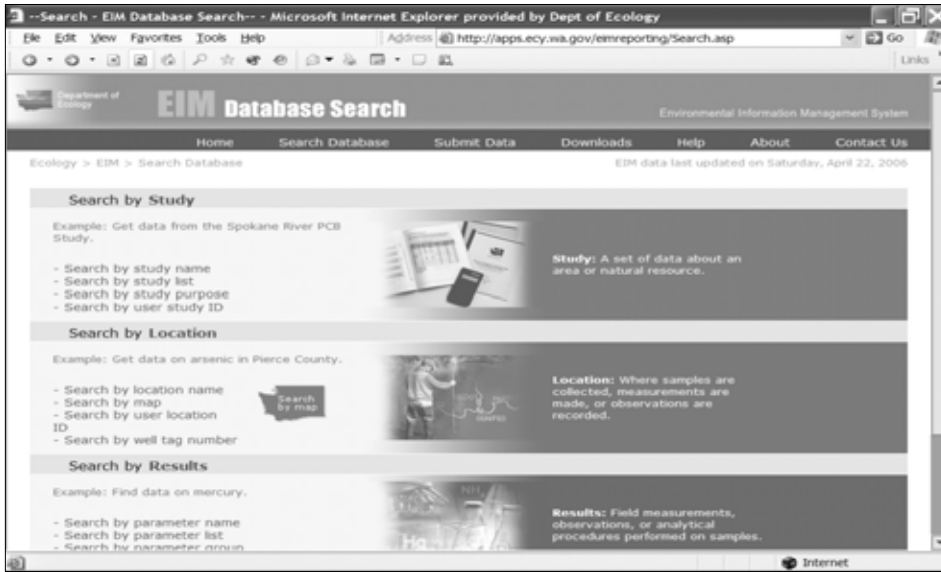 --Search - EIM Database Search-- - Microsoft Internet Explorer provided by Dept of Ecology
File Edit View Favorites Tools Help Address http://apps.ecy.wa.gov/eimreporting/Search.asp Go
Links
Department of
Ecology
EIM Database Search
Environmental Information Management System
Home Search Database Submit Data Downloads Help About Contact Us
Ecology > EIM > Search Database EIM data last updated on Saturday, April 22, 2006
Search by Study
Example: Get data from the Spokane River PCB
Study.
- Search by study name
- Search by study list
- Search by study purpose
- Search by user study ID
Study: A set of data about an
area or natural resource.
Search by Location
Example: Get data on arsenic in Pierce County.
- Search by location name
- Search by map
- Search by user location
ID
- Search by well tag number
Search
by map
Location: Where samples are
collected, measurements are
made, or observations are
recorded.
Search by Results
Example: Find data on mercury.
- Search by parameter name
- Search by parameter list
- Search by parameter group
NH
Hg
Results: Field measurements,
observations, or analytical
procedures performed on samples.
Internet